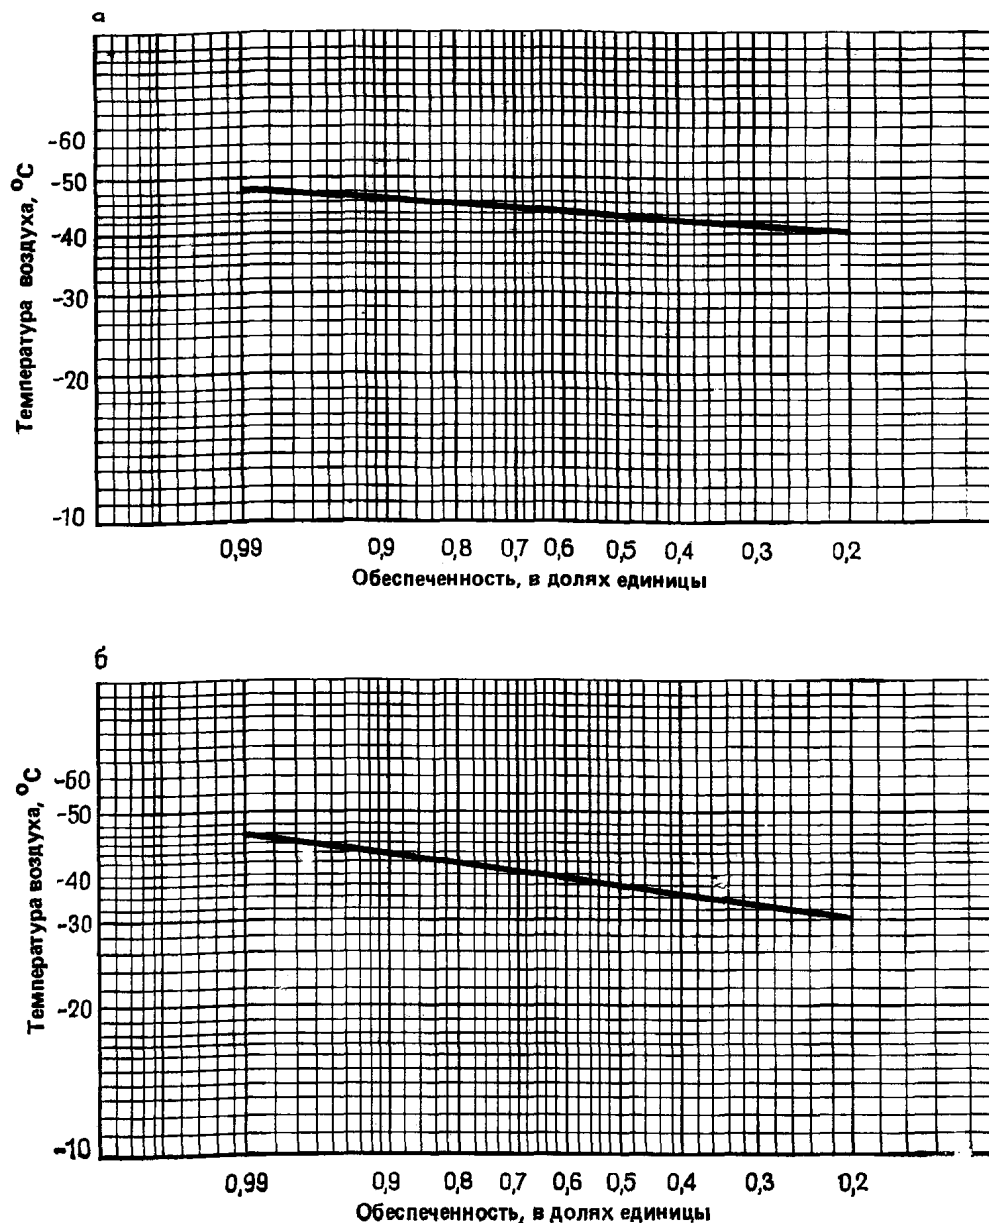 а
Температура воздуха, °С
-60
-50
-40
-30
-20
-10
0,99 0,9 0,8 0,7 0,6 0,5 0,4 0,3 0,2
Обеспеченность, в долях единицы
б
Температура воздуха, °С
-60
-50
-40
-30
-20
-10
0,99 0,9 0,8 0,7 0,6 0,5 0,4 0,3 0,2
Обеспеченность, в долях единицы